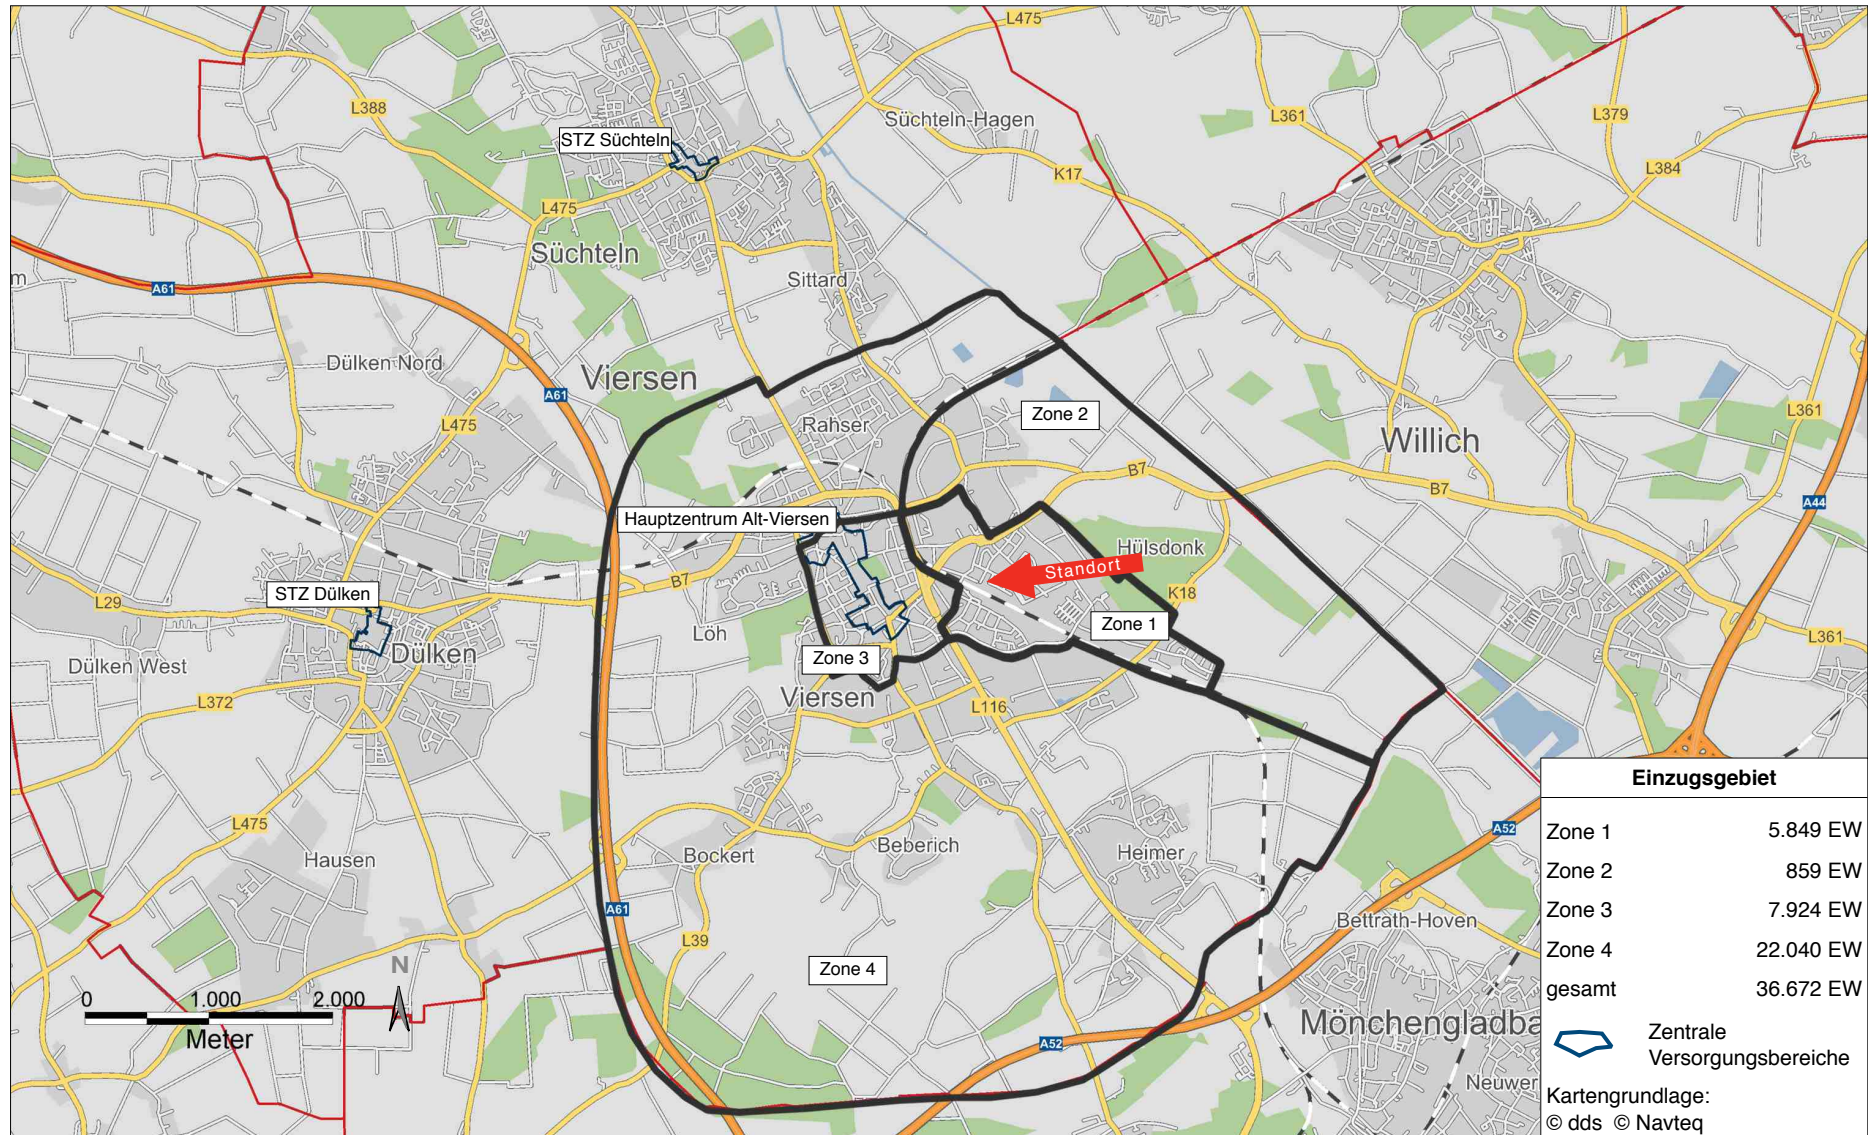 L475
L388
Süchteln-Hagen
L361
L379
STZ Süchteln
K17
L384
L475
Süchteln
Sittard
m
A61
Dülken Nord
Viersen
A61
Zone 2
L361
L475
Rahser
Willich
B7
B7
A44
Hauptzentrum Alt-Viersen
Hülsdonk
Standort
B7
STZ Dülken
K18
L29
Löh
Zone 1
L361
Dülken West
Dülken
Zone 3
Viersen
L372
L116
L475
Hausen
Bockert
Beberich
Heimer
A52
A61
Bettrath-Hoven
L39
Zone 4
N
0 1.000 2.000
Meter
Mönchengladba
A52
Neuwer
Einzugsgebiet
Zone 1 5.849 EW
Zone 2 859 EW
Zone 3 7.924 EW
Zone 4 22.040 EW
gesamt 36.672 EW
Zentrale
Versorgungsbereiche
Kartengrundlage:
© dds © Navteq